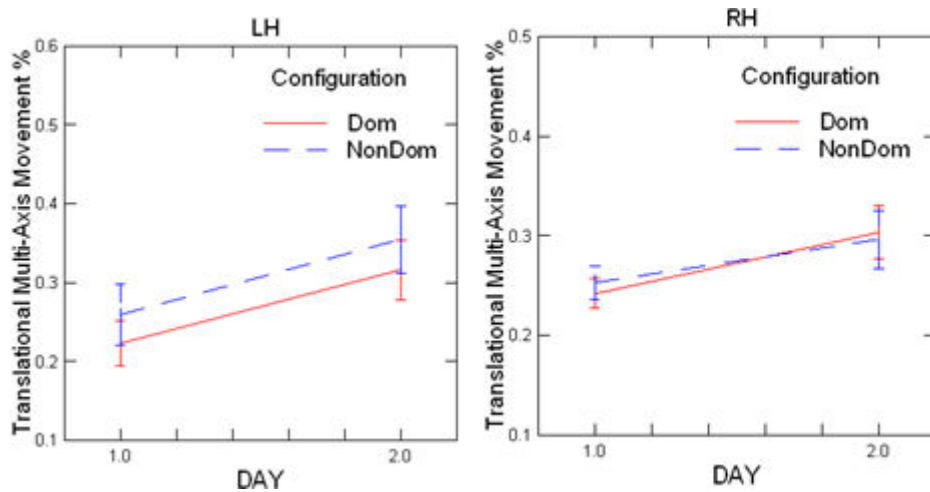 LH
Translational Multi-Axis Movement %
0.6
0.5
0.4
0.3
0.2
0.1
Configuration
Dom
NonDom
1.0
2.0
DAY
RH
Translational Multi-Axis Movement %
0.5
0.4
0.3
0.2
0.1
Configuration
Dom
NonDom
1.0
2.0
DAY